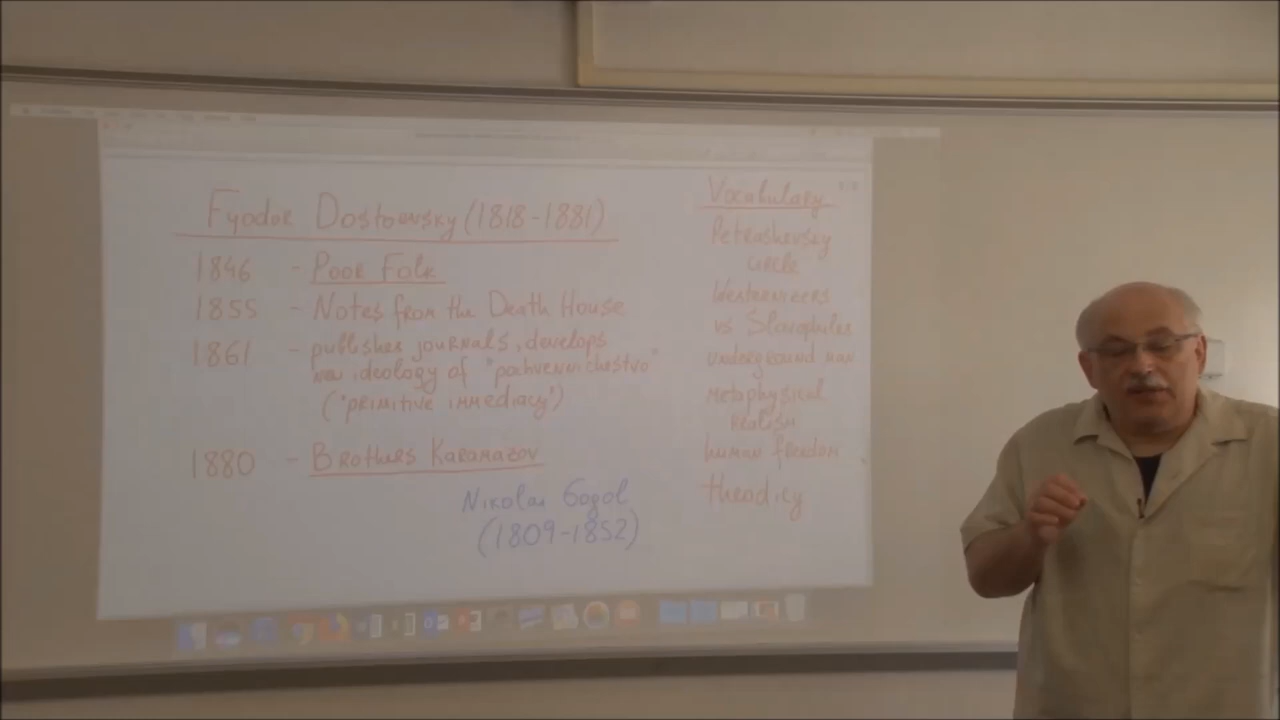 Fyodor Dostoevsky (1818-1881)
1846 - Poor Folk
1855 - Notes from the Death House
1861 - publishes journals, develops
new ideology of "pochvennichestvo"
("primitive immediacy")
1880 - Brothers Karamazov
Nikolai Gogol
(1809-1852)
Vocabulary
Petrashevsky
circle
Westernizers
vs Slavophiles
underground man
metaphysical
realism
human freedom
theodicy